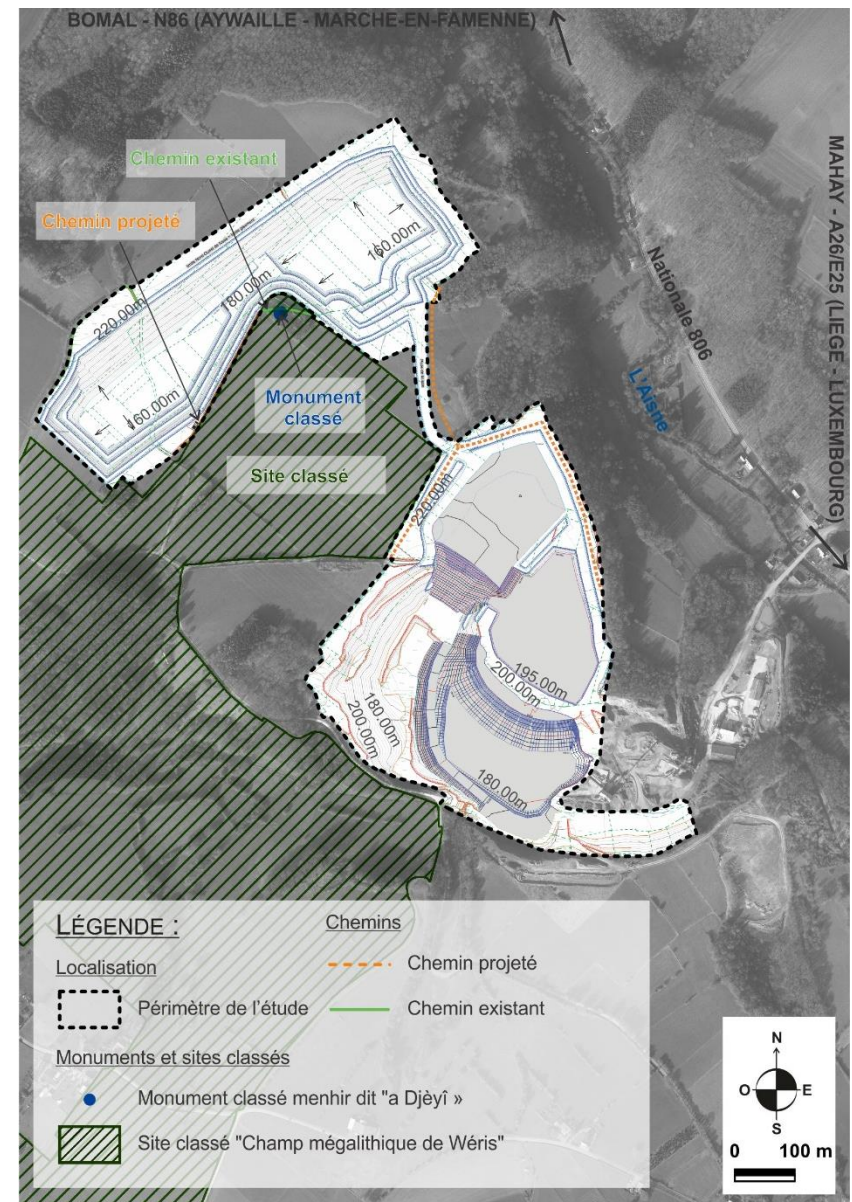 BOMAL - N86 (AYWAILLE - MARCHE-EN-FAMENNE)
MAHAY - A26/E25 (LIEGE - LUXEMBOURG)
Chemin existant
Chemin projeté
160.00m
180.00m
220.00m
Nationale 806
L'Aisne
160.00m
Monument
classé
Site classé
220.00m
195.00m
200.00m
180.00m
200.00m
180.00m
LÉGENDE :
Localisation
Périmètre de l'étude
Monuments et sites classés
Monument classé menhir dit "a Djèyî »
Site classé "Champ mégalithique de Wéris"
Chemins
Chemin projeté
Chemin existant
N
O E
S
0 100 m